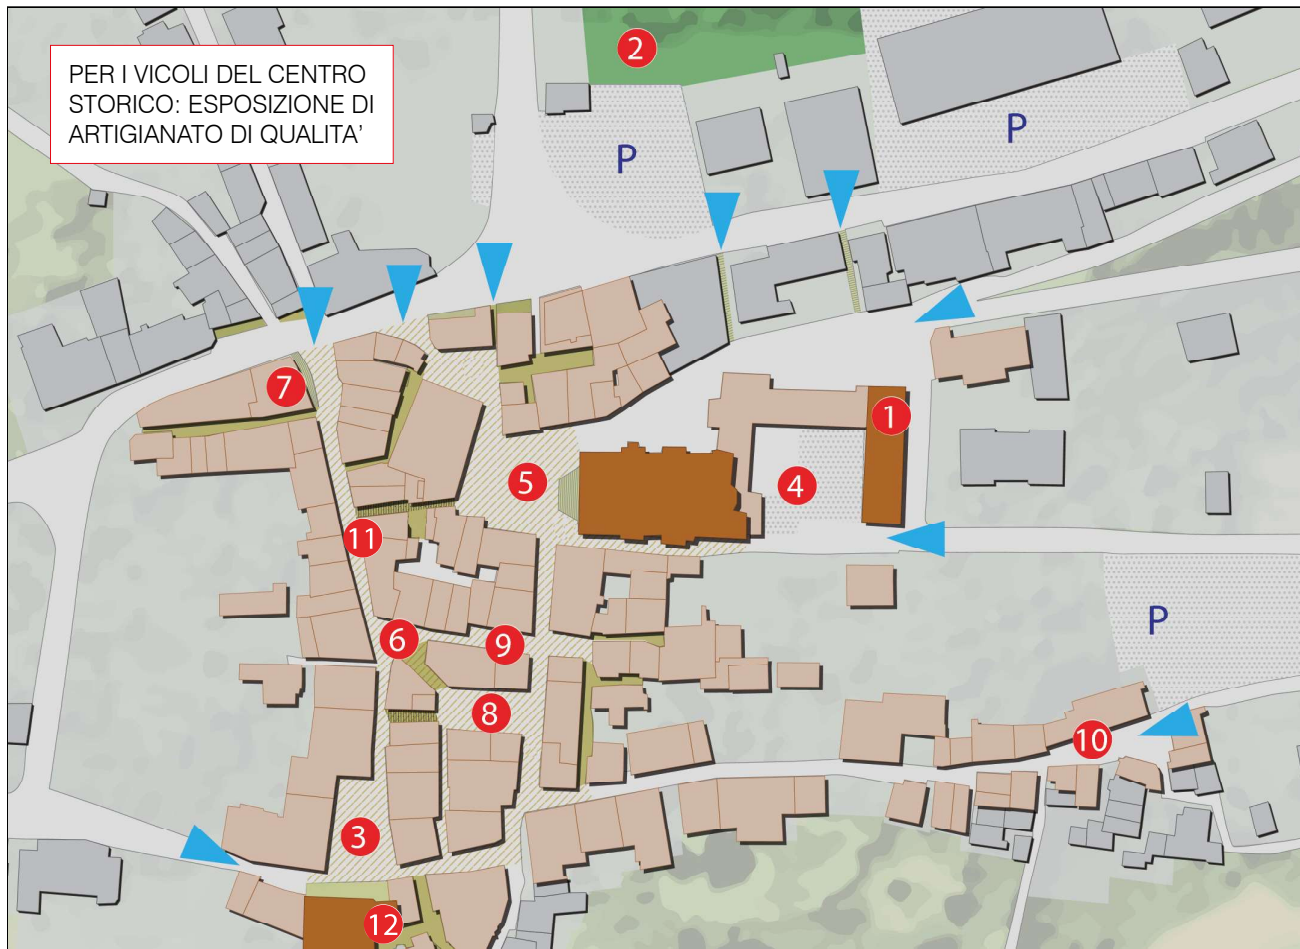 PER I VICOLI DEL CENTRO
STORICO: ESPOSIZIONE DI
ARTIGIANATO DI QUALITA'
2
P
P
7
1
5
4
11
6
9
P
8
10
3
12